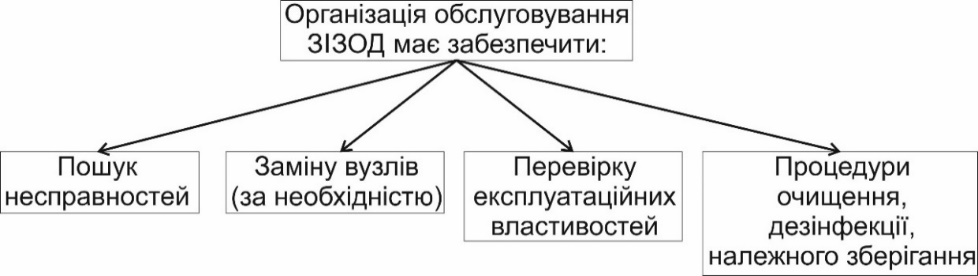 Організація обслуговування
ЗІЗОД має забезпечити:
Пошук
несправностей
Заміну вузлів
(за необхідністю)
Перевірку
експлуатаційних
властивостей
Процедури
очищення,
дезінфекції,
належного зберігання